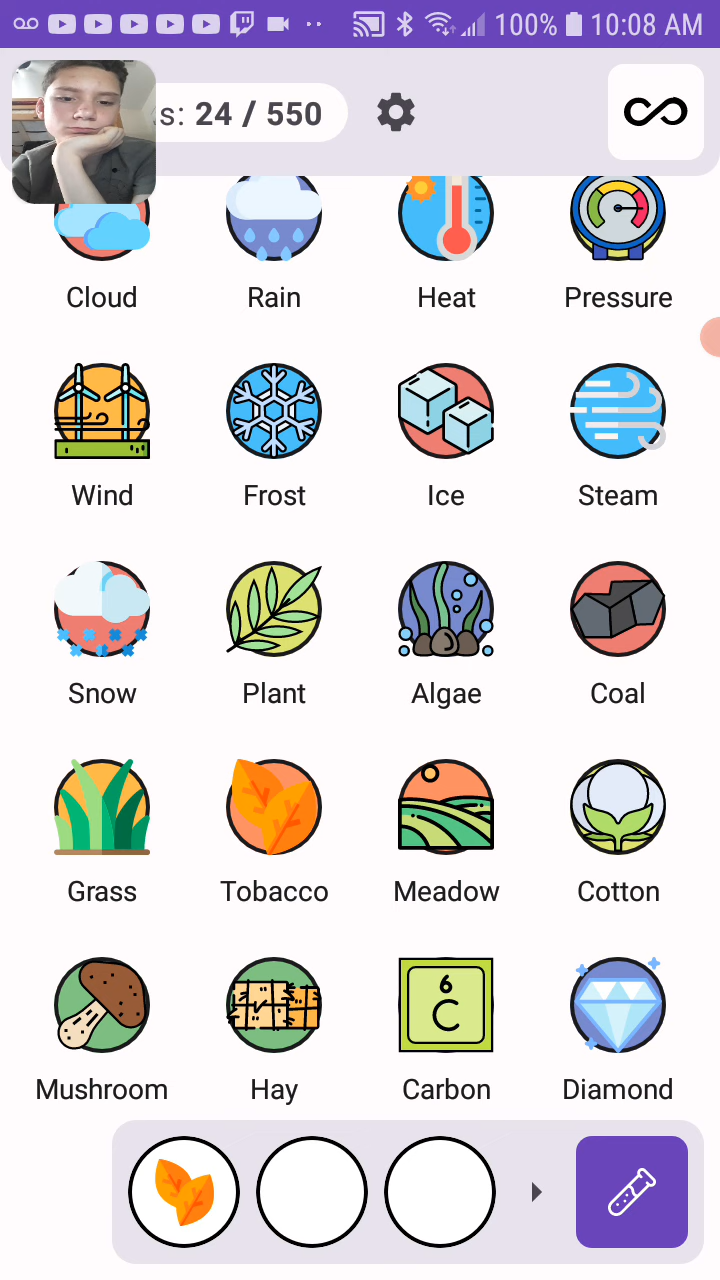 100% 10:08 AM
s: 24 / 550
Cloud Rain Heat Pressure
Wind Frost Ice Steam
Snow Plant Algae Coal
Grass Tobacco Meadow Cotton
6
C
Mushroom Hay Carbon Diamond